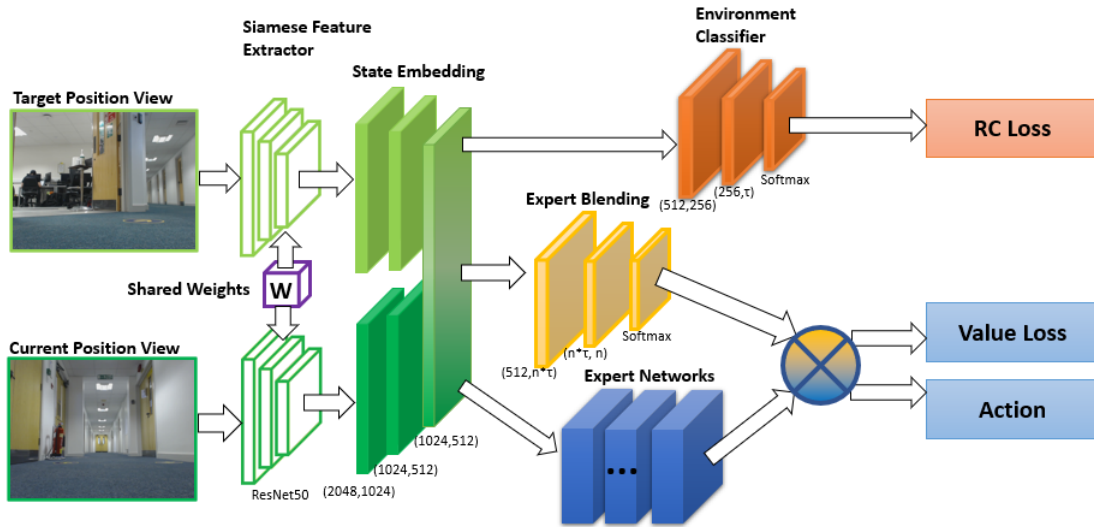 Siamese Feature
Extractor
Environment
Classifier
State Embedding
Target Position View
RC Loss
Softmax
(256,τ)
(512,256)
Expert Blending
Shared Weights
W
Softmax
(n*τ, n)
(512,n*τ)
Current Position View
Value Loss
Expert Networks
Action
(1024,512)
...
(1024,512)
ResNet50
(2048,1024)